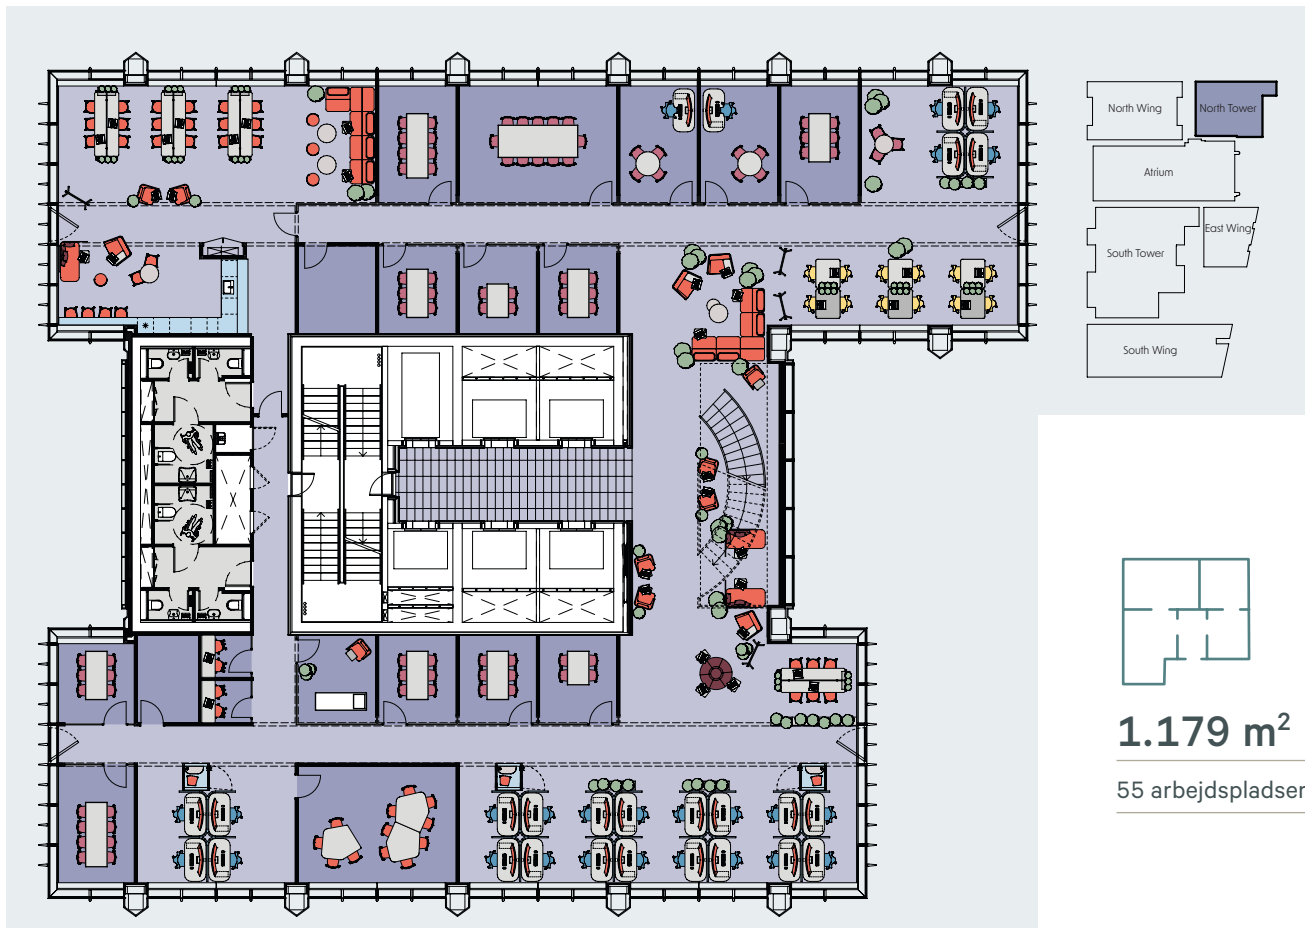 North Wing
North Tower
Atrium
East Wing
South Tower
South Wing
1.179 m²
55 arbejdspladser